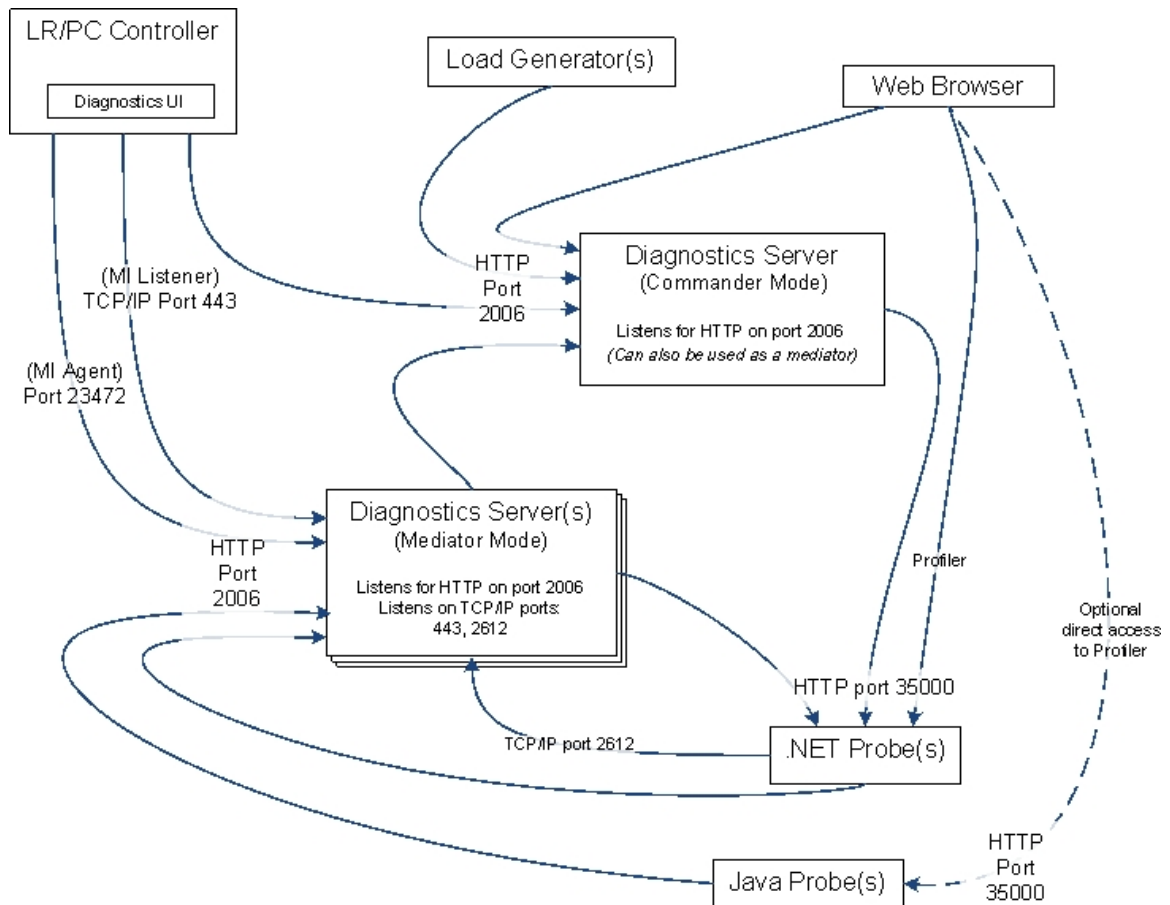 LR/PC Controller
Diagnostics UI
Load Generator(s)
Web Browser
(MI Listener)
TCP/IP Port 443
(MI Agent)
Port 23472
HTTP
Port
2006
Diagnostics Server
(Commander Mode)
Listens for HTTP on port 2006
(Can also be used as a mediator)
Diagnostics Server(s)
(Mediator Mode)
Listens for HTTP on port 2006
Listens on TCP/IP ports:
443, 2612
HTTP
Port
2006
Profiler
Optional
direct access
to Profiler
HTTP port 35000
TCP/IP port 2612
.NET Probe(s)
Java Probe(s)
HTTP
Port
35000